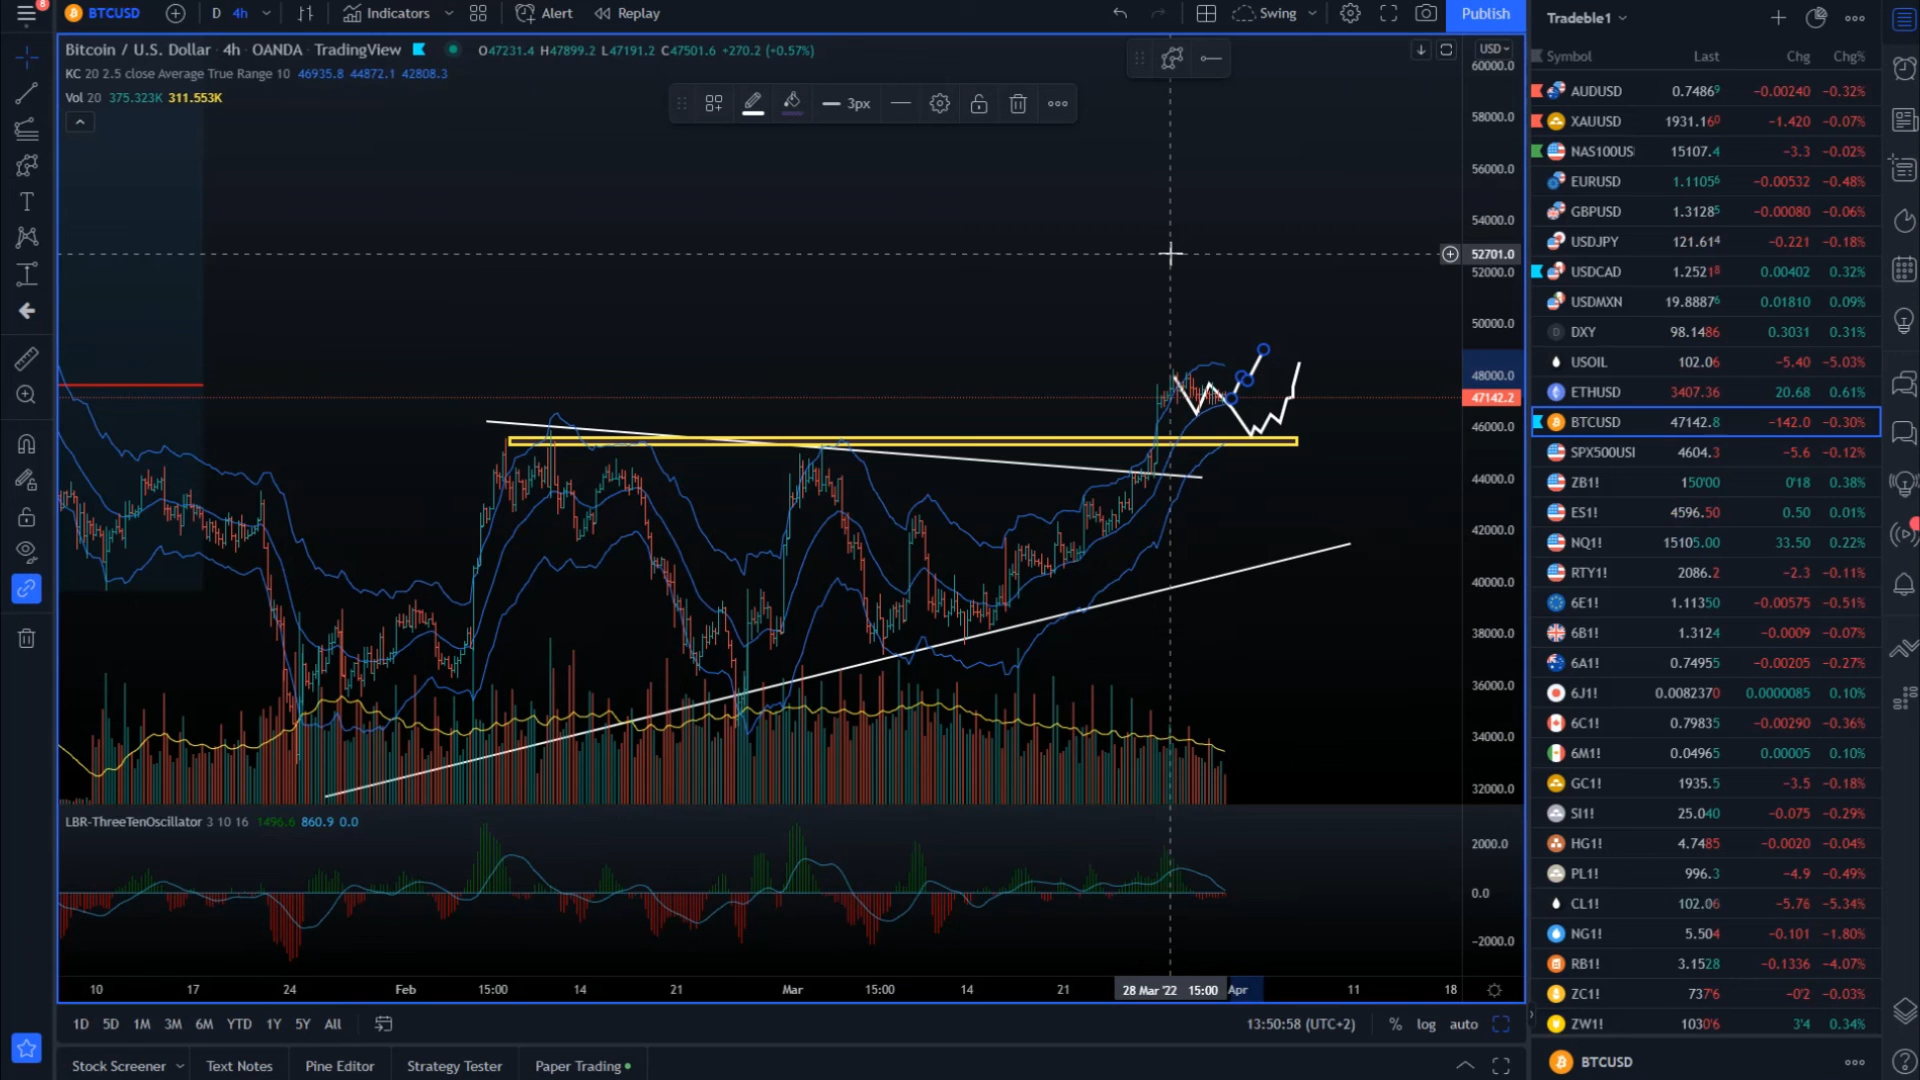 8 BTCUSD D 4h Indicators Alert Replay Swing Publish Tradeble1
Bitcoin / U.S. Dollar · 4h · OANDA · TradingView O47231.4 H47899.2 L47191.2 C47501.6 +270.2 (+0.57%) USD
KC 20 2.5 close Average True Range 10 46935.8 44872.1 42808.3
Vol 20 375.323K 311.553K
3px
60000.0
58000.0
56000.0
54000.0
52701.0
52000.0
50000.0
48000.0
47142.2
46000.0
44000.0
42000.0
40000.0
38000.0
36000.0
34000.0
32000.0
LBR-ThreeTenOscillator 3 10 16 1496.6 860.9 0.0
2000.0
0.0
−2000.0
10 17 24 Feb 15:00 14 21 Mar 15:00 14 21 28 Mar '22 15:00 Apr 11 18
1D 5D 1M 3M 6M YTD 1Y 5Y All 13:50:58 (UTC+2) % log auto
Stock Screener Text Notes Pine Editor Strategy Tester Paper Trading
Symbol Last Chg Chg%
AUDUSD 0.74869 −0.00240 −0.32%
XAUUSD 1931.160 −1.420 −0.07%
NAS100US 15107.4 −3.3 −0.02%
EURUSD 1.11056 −0.00532 −0.48%
GBPUSD 1.31285 −0.00080 −0.06%
USDJPY 121.614 −0.221 −0.18%
USDCAD 1.25218 0.00402 0.32%
USDMXN 19.88876 0.01810 0.09%
D DXY 98.1486 0.3031 0.31%
USOIL 102.06 −5.40 −5.03%
ETHUSD 3407.36 20.68 0.61%
BTCUSD 47142.8 −142.0 −0.30%
SPX500USI 4604.3 −5.6 −0.12%
ZB1! 150'00 0'18 0.38%
ES1! 4596.50 0.50 0.01%
NQ1! 15105.00 33.50 0.22%
RTY1! 2086.2 −2.3 −0.11%
6E1! 1.11350 −0.00575 −0.51%
6B1! 1.3124 −0.0009 −0.07%
6A1! 0.74955 −0.00205 −0.27%
6J1! 0.008237​0 0.0000085 0.10%
6C1! 0.79835 −0.00290 −0.36%
6M1! 0.04965 0.00005 0.10%
GC1! 1935.5 −3.5 −0.18%
SI1! 25.040 −0.075 −0.29%
HG1! 4.7485 −0.0020 −0.04%
PL1! 996.3 −4.9 −0.49%
CL1! 102.06 −5.76 −5.34%
NG1! 5.504 −0.101 −1.80%
RB1! 3.1528 −0.1336 −4.07%
ZC1! 737'6 −0'2 −0.03%
ZW1! 1030'6 3'4 0.34%
BTCUSD